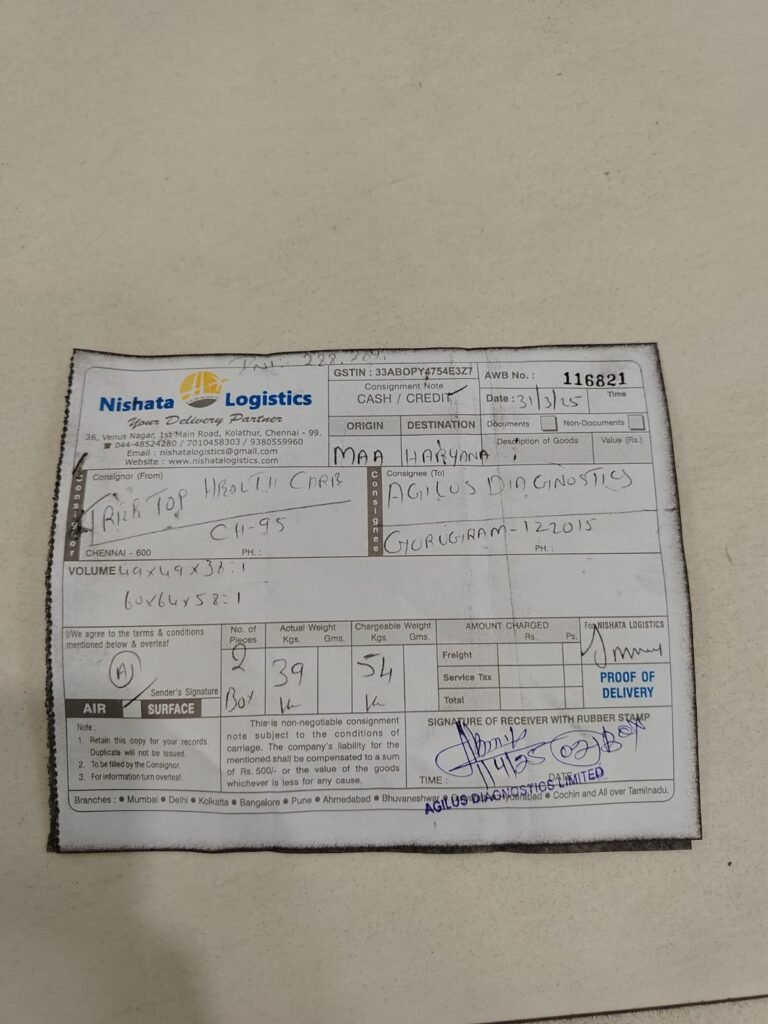 Nishata Logistics
Your Delivery Partner
36, Venus Nagar, 1st Main Road, Kolathur, Chennai - 99.
☎ 044-48524280 / 7010458303 / 9380559960
Email : nishatalogistics@gmail.com
Website : www.nishatalogistics.com
GSTIN : 33ABOPY4754E3Z7
Consignment Note
CASH / CREDIT
AWB No. : 116821
Date : 31/3/25 Time
ORIGIN DESTINATION
MAA HARYANA
Documents Non-Documents
Description of Goods Value (Rs.)
Consignor
Consignor (From)
TOP HEALTH CARE
CH-95
CHENNAI - 600 PH. :
Consignee
Consignee (To)
AGILUS DIAGNOSTICS
GURUGRAM-122015
PH. :
VOLUME 49x49x38:1
60x64x58:1
I/We agree to the terms & conditions
mentioned below & overleaf
Sender's Signature
AIR SURFACE
No. of Pieces
2
Box
Actual Weight
Kgs. Gms.
39
Chargeable Weight
Kgs. Gms.
54
AMOUNT CHARGED
Rs. Ps.
Freight
Service Tax
Total
For NISHATA LOGISTICS
PROOF OF
DELIVERY
Note :
1. Retain this copy for your records.
Duplicate will not be issued.
2. To be filled by the Consignor.
3. For information turn overleaf.
This is non-negotiable consignment
note subject to the conditions of
carriage. The company's liability for the
mentioned shall be compensated to a sum
of Rs. 500/- or the value of the goods
whichever is less for any cause.
SIGNATURE OF RECEIVER WITH RUBBER STAMP
02 Box
1/4/25
TIME : DATE
AGILUS DIAGNOSTICS LIMITED
Branches : • Mumbai • Delhi • Kolkatta • Bangalore • Pune • Ahmedabad • Bhuvaneshwar • Hyderabad • Cochin and All over Tamilnadu.